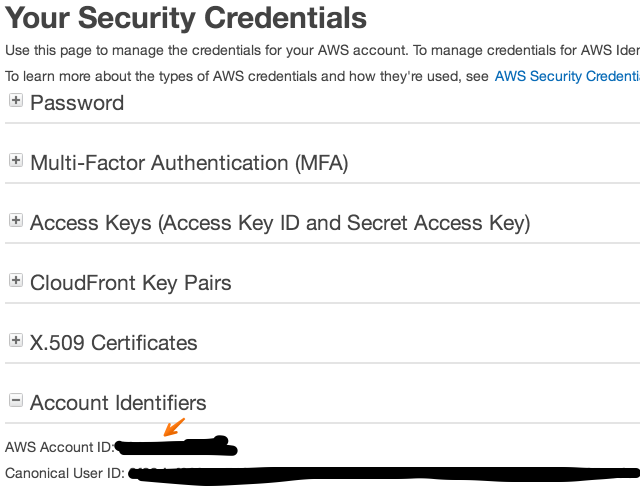 Your Security Credentials
Use this page to manage the credentials for your AWS account. To manage credentials for AWS Iden
To learn more about the types of AWS credentials and how they're used, see AWS Security Credenti
Password
Multi-Factor Authentication (MFA)
Access Keys (Access Key ID and Secret Access Key)
CloudFront Key Pairs
X.509 Certificates
Account Identifiers
AWS Account ID:
Canonical User ID: